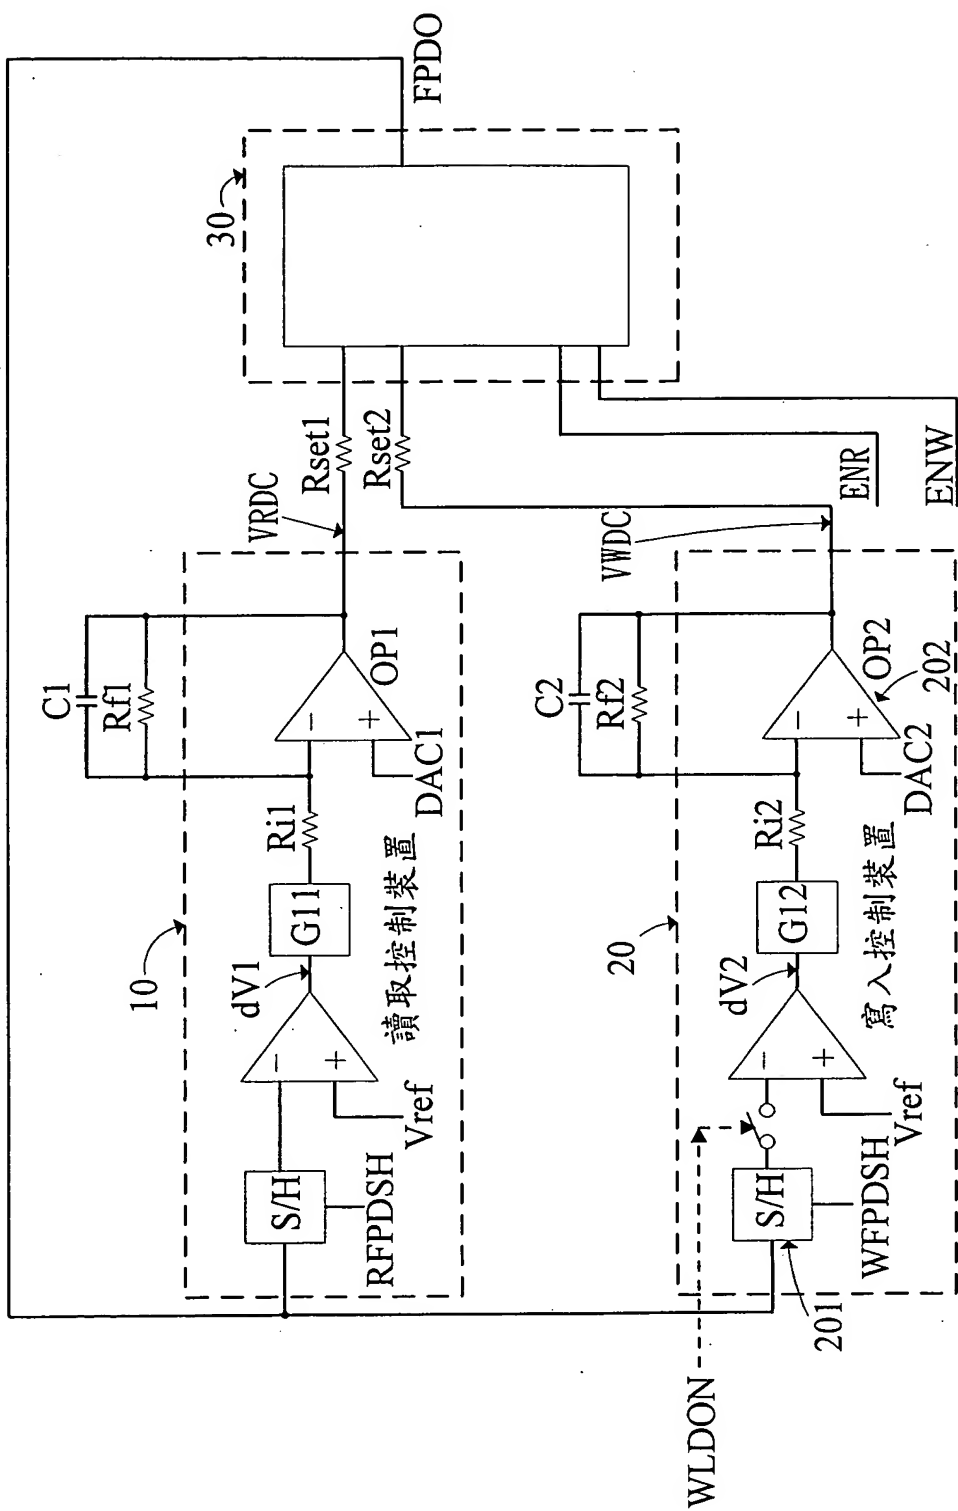 FPDO
30
Rset1
Rset2
VRDC
ENR
ENW
VWDC
C1
Rf1
OP1
DAC1
Ri1
G11
dV1
10
讀取控制裝置
Vref
S/H
RFPDSH
C2
Rf2
OP2
202
DAC2
Ri2
G12
dV2
20
寫入控制裝置
Vref
S/H
WFPDSH
201
WLDON